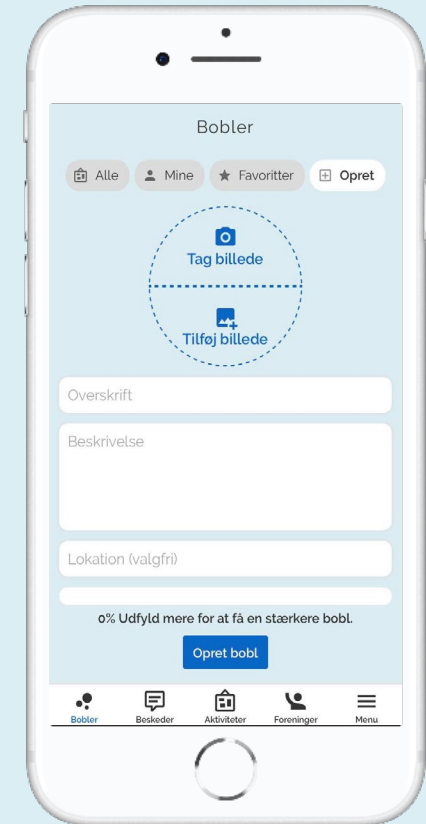 Bobler
Alle Mine Favoritter Opret
Tag billede
Tilføj billede
Overskrift
Beskrivelse
Lokation (valgfri)
0% Udfyld mere for at få en stærkere bobl.
Opret bobl
Bobler Beskeder Aktiviteter Foreninger Menu